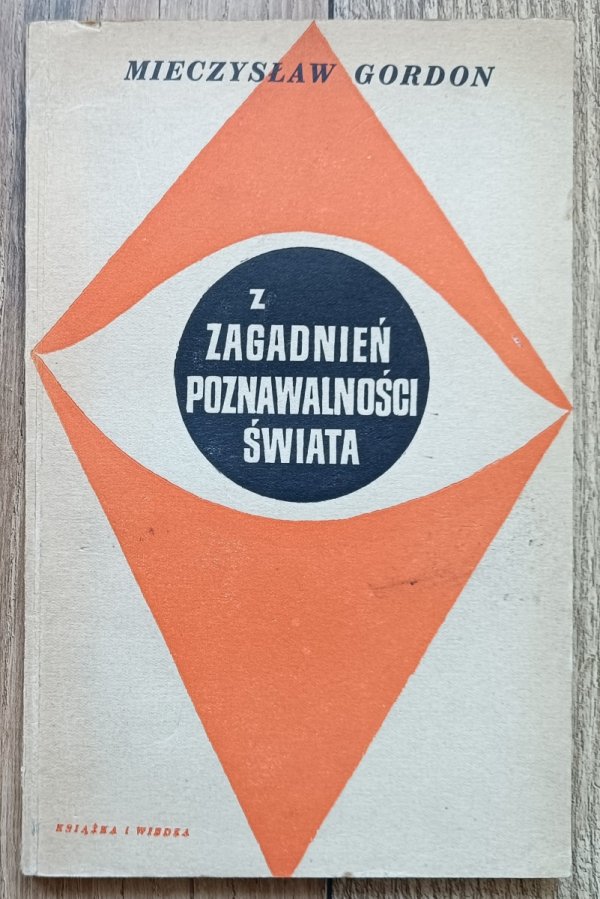 MIECZYSŁAW GORDON
Z
ZAGADNIEŃ
POZNAWALNOŚCI
ŚWIATA
KSIĄŻKA I WIEDZA